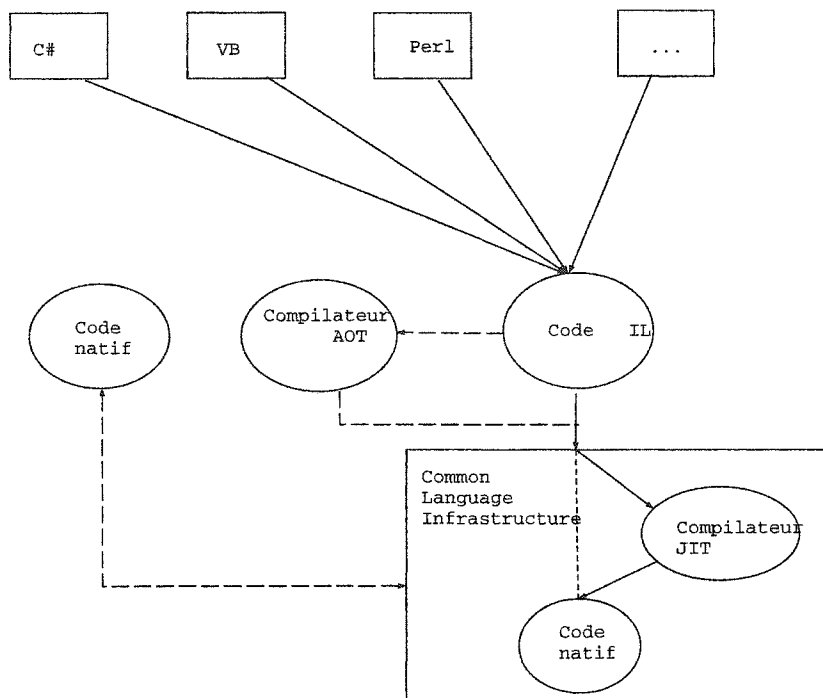 C#
VB
Perl
...
Code
natif
Compilateur
AOT
Code IL
Common
Language
Infrastructure
Compilateur
JIT
Code
natif